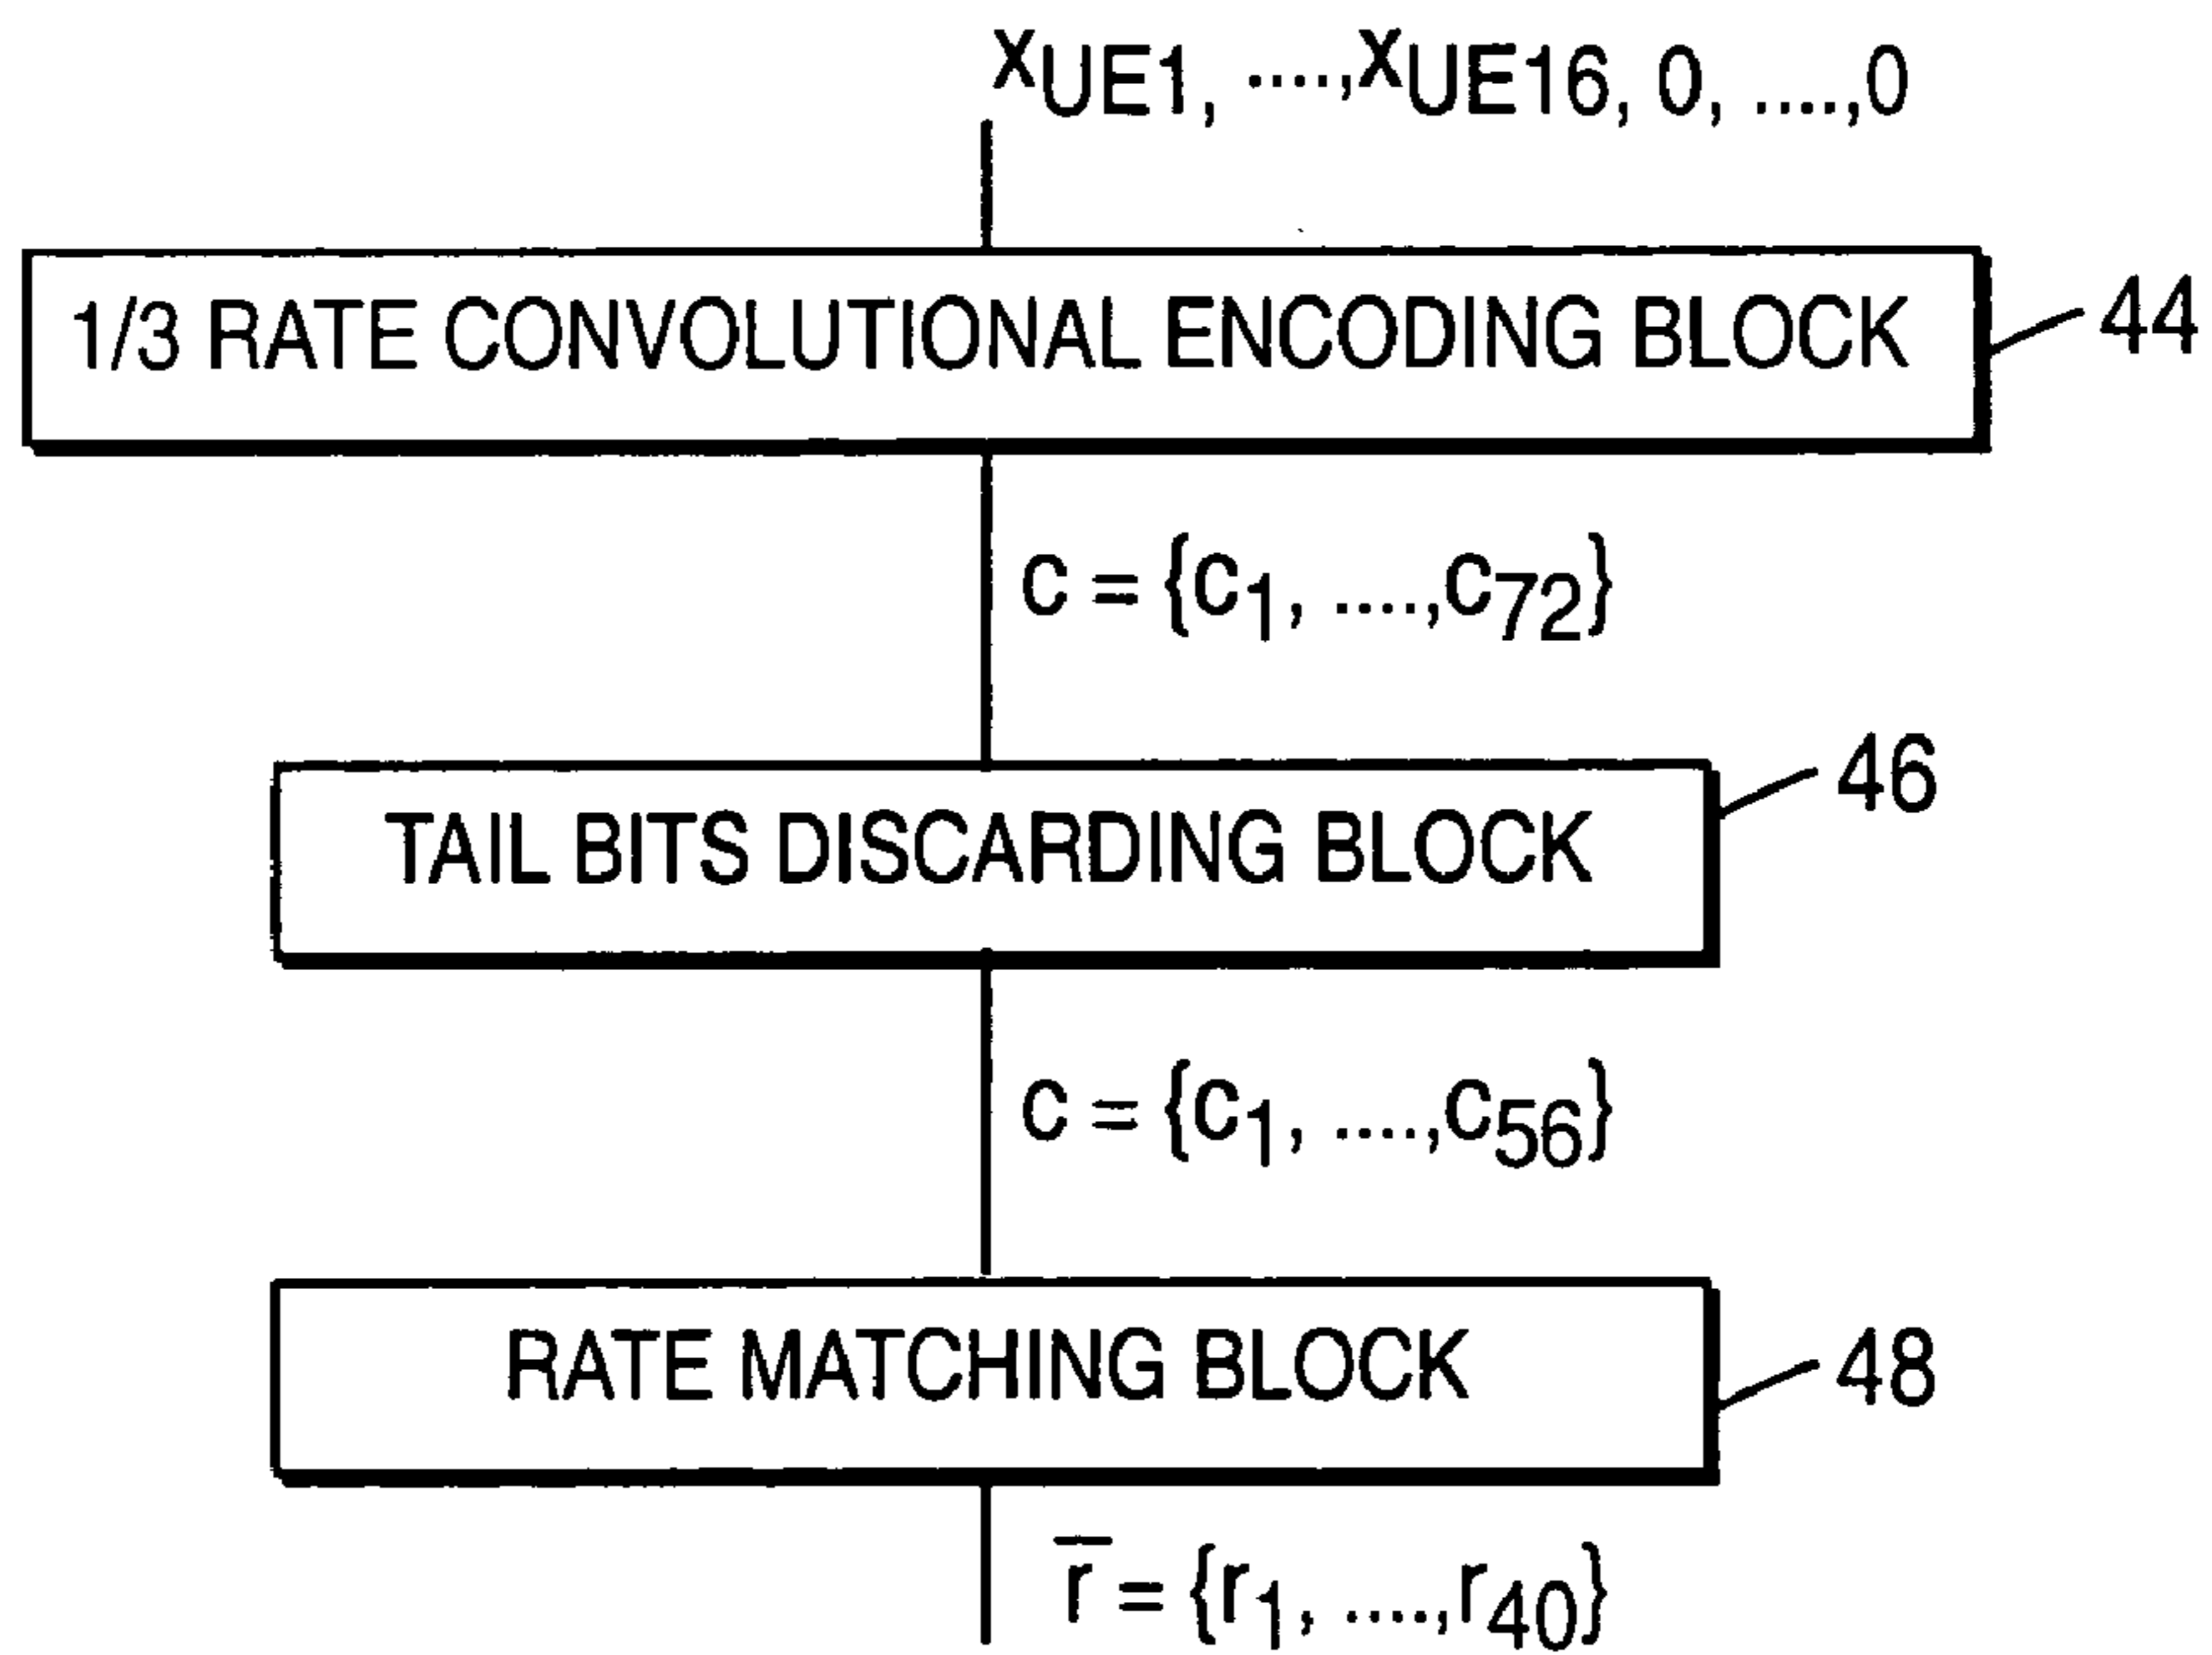 xUE1, ....,xUE16, 0, ....,0
1/3 RATE CONVOLUTIONAL ENCODING BLOCK
44
c = {c1, ....,c72}
TAIL BITS DISCARDING BLOCK
46
c = {c1, ....,c56}
RATE MATCHING BLOCK
48
r̅ = {r1, ....,r40}